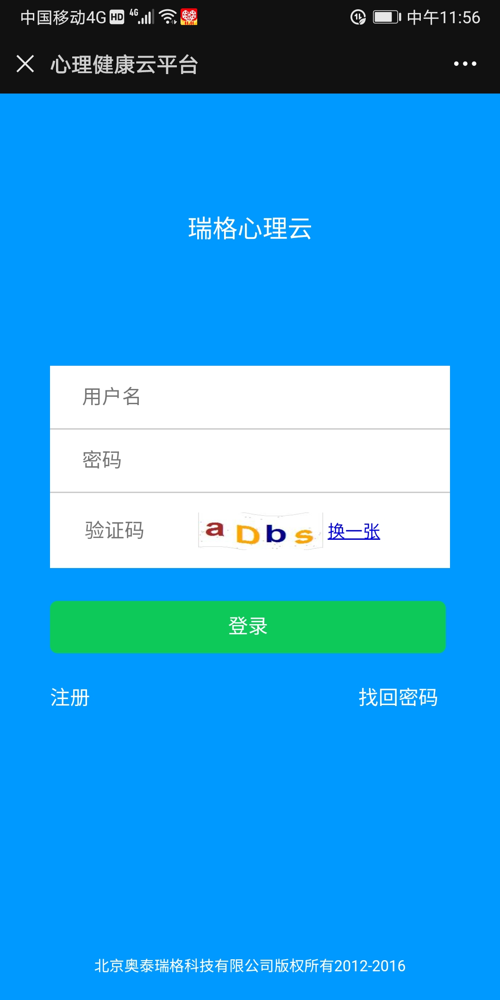 中国移动4G HD 4G 中午11:56
心理健康云平台
瑞格心理云
用户名
密码
验证码 aDbs 换一张
登录
注册 找回密码
北京奥泰瑞格科技有限公司版权所有2012-2016